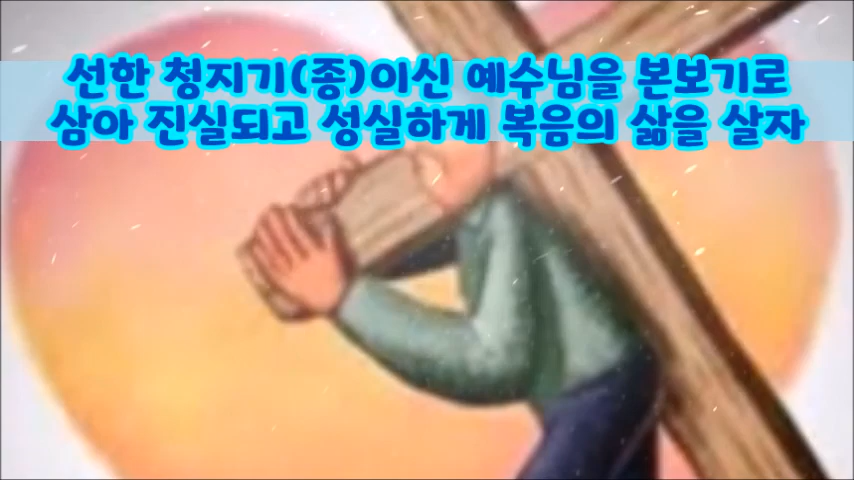 선한 청지기(종)이신 예수님을 본보기로
삼아 진실되고 성실하게 복음의 삶을 살자